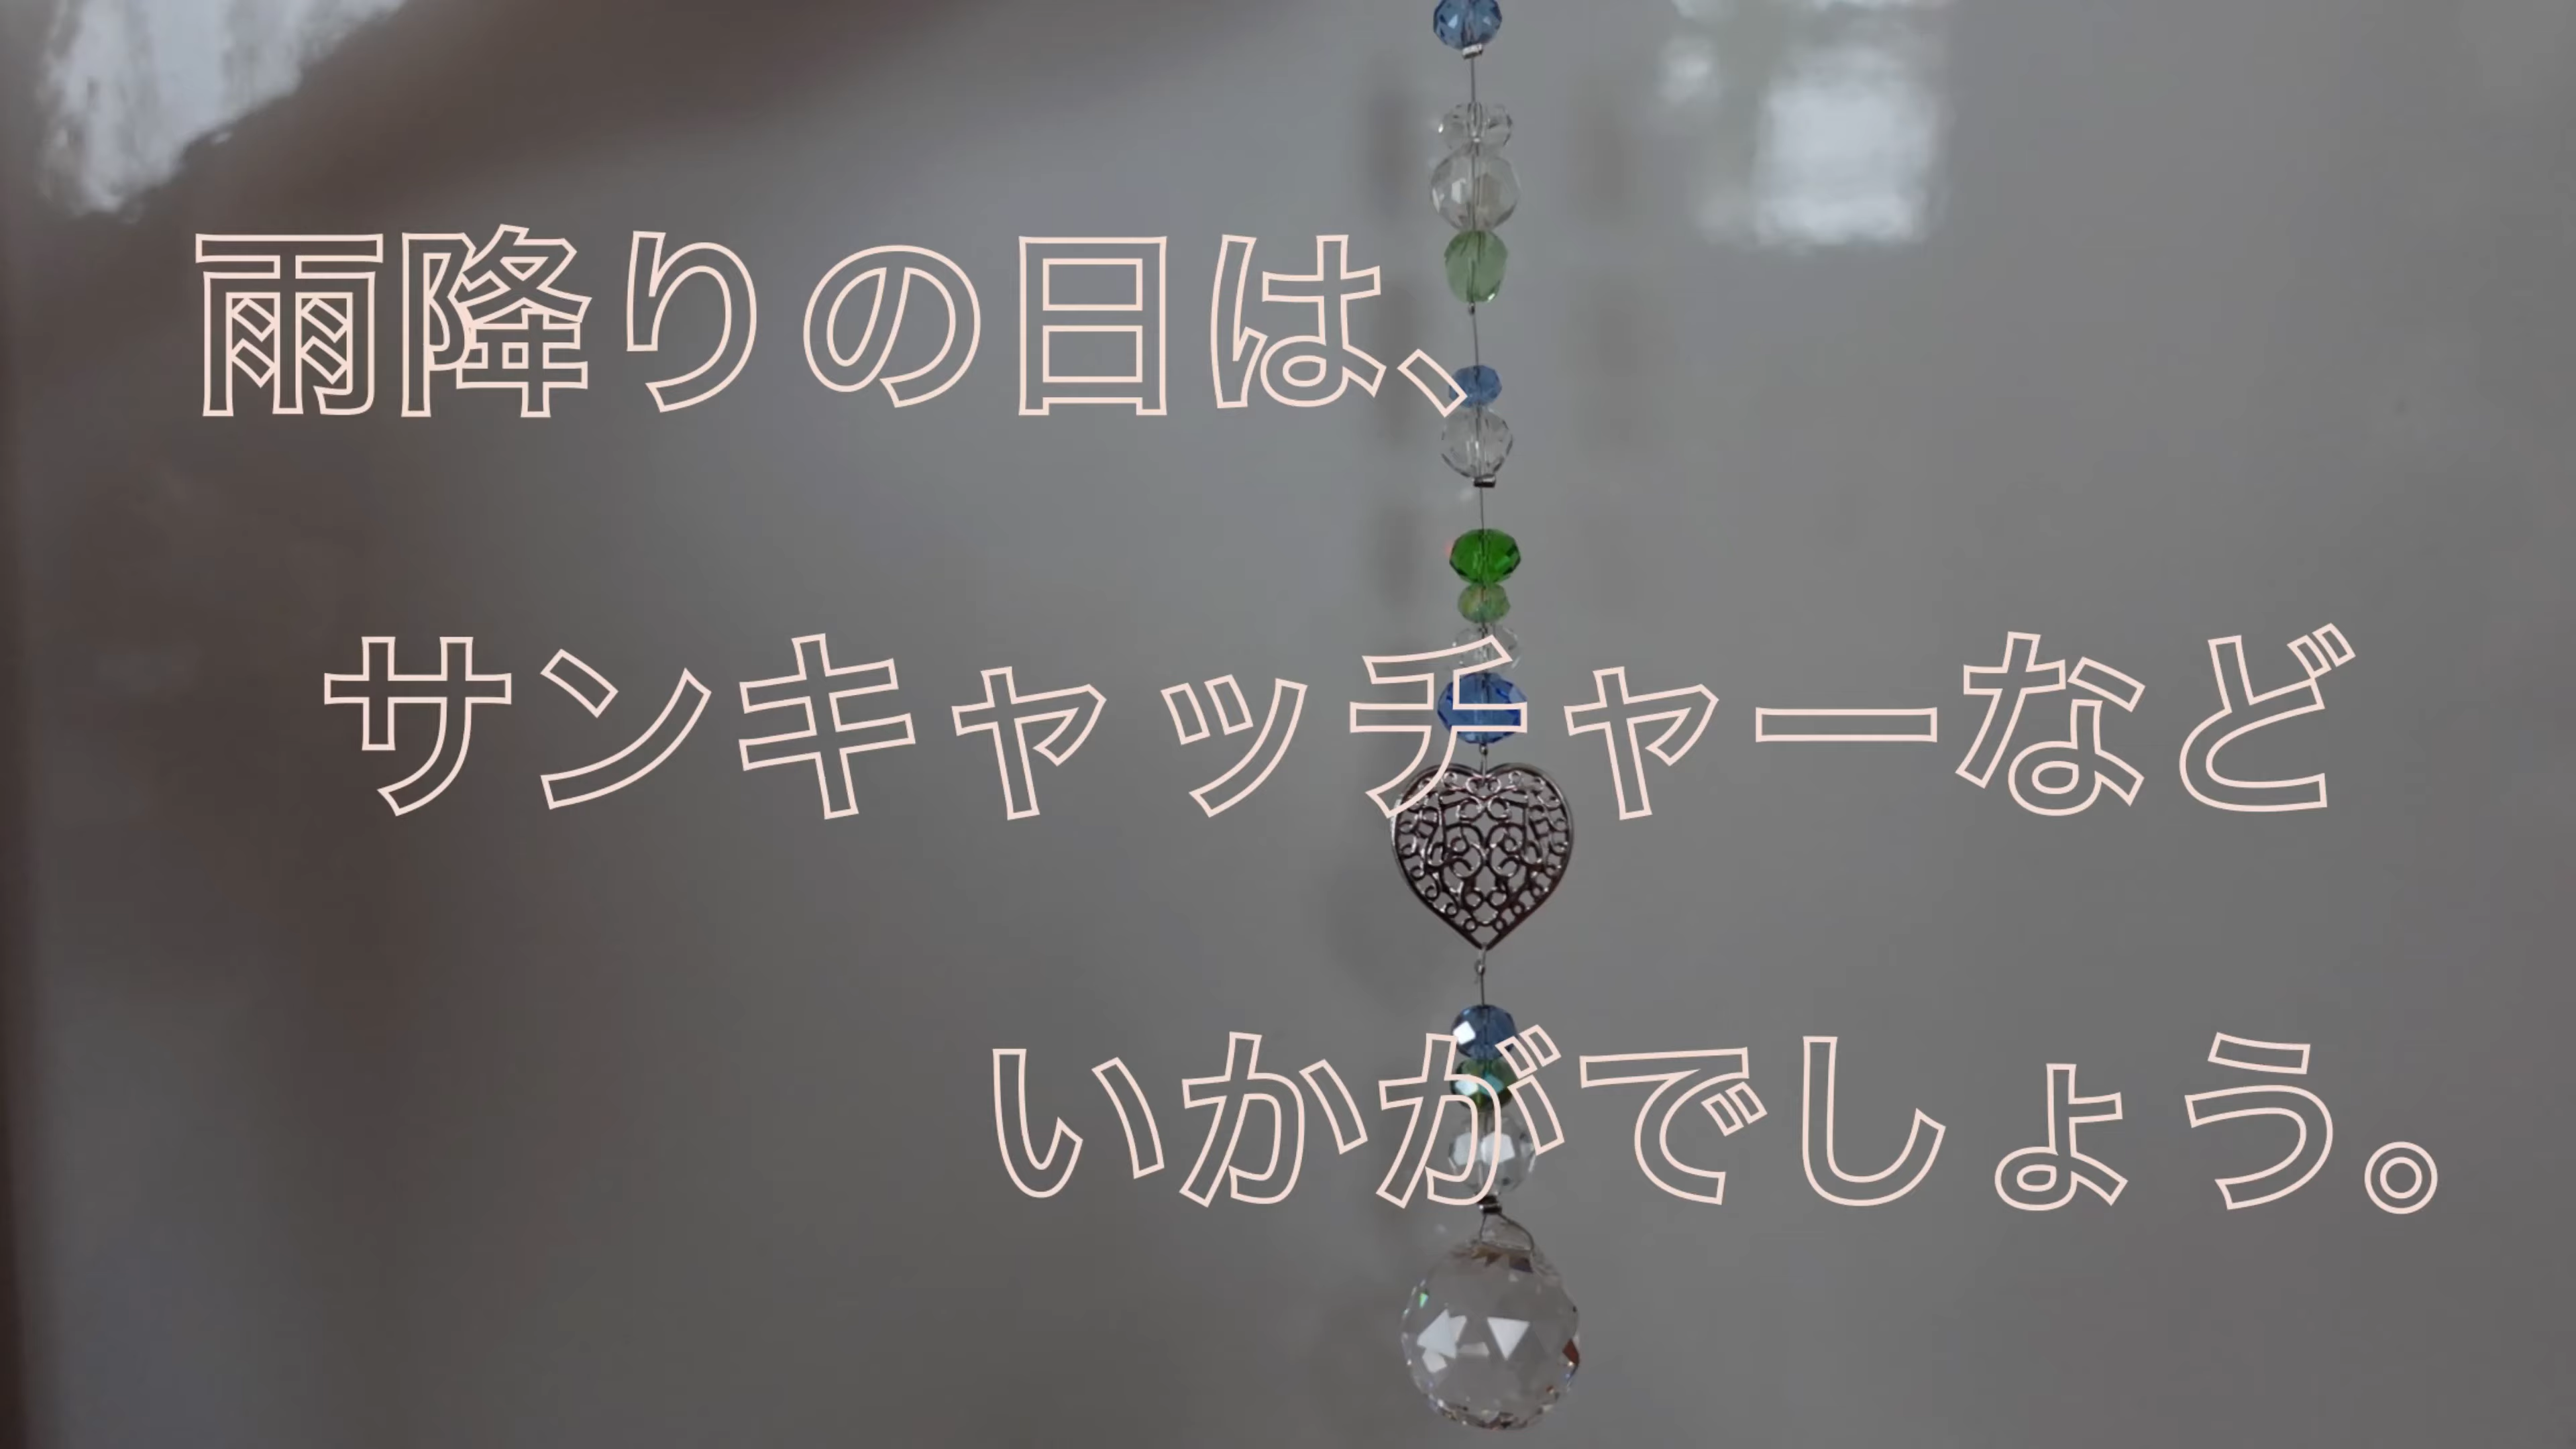 雨降りの日は、
サンキャッチャーなど
いかがでしょう。